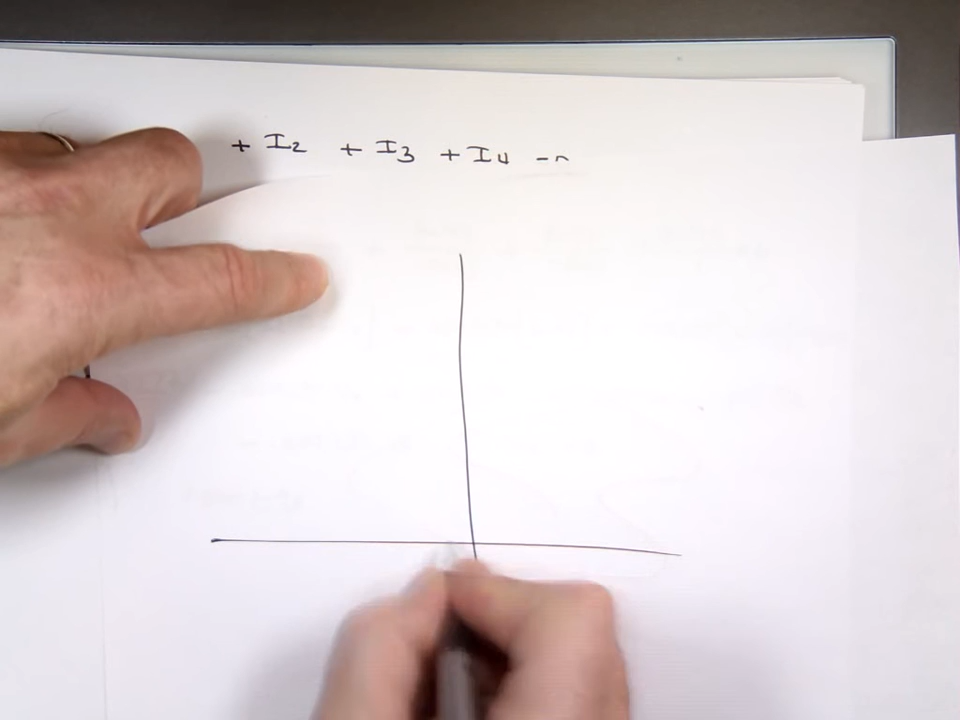 + I2 + I3 + I4 -